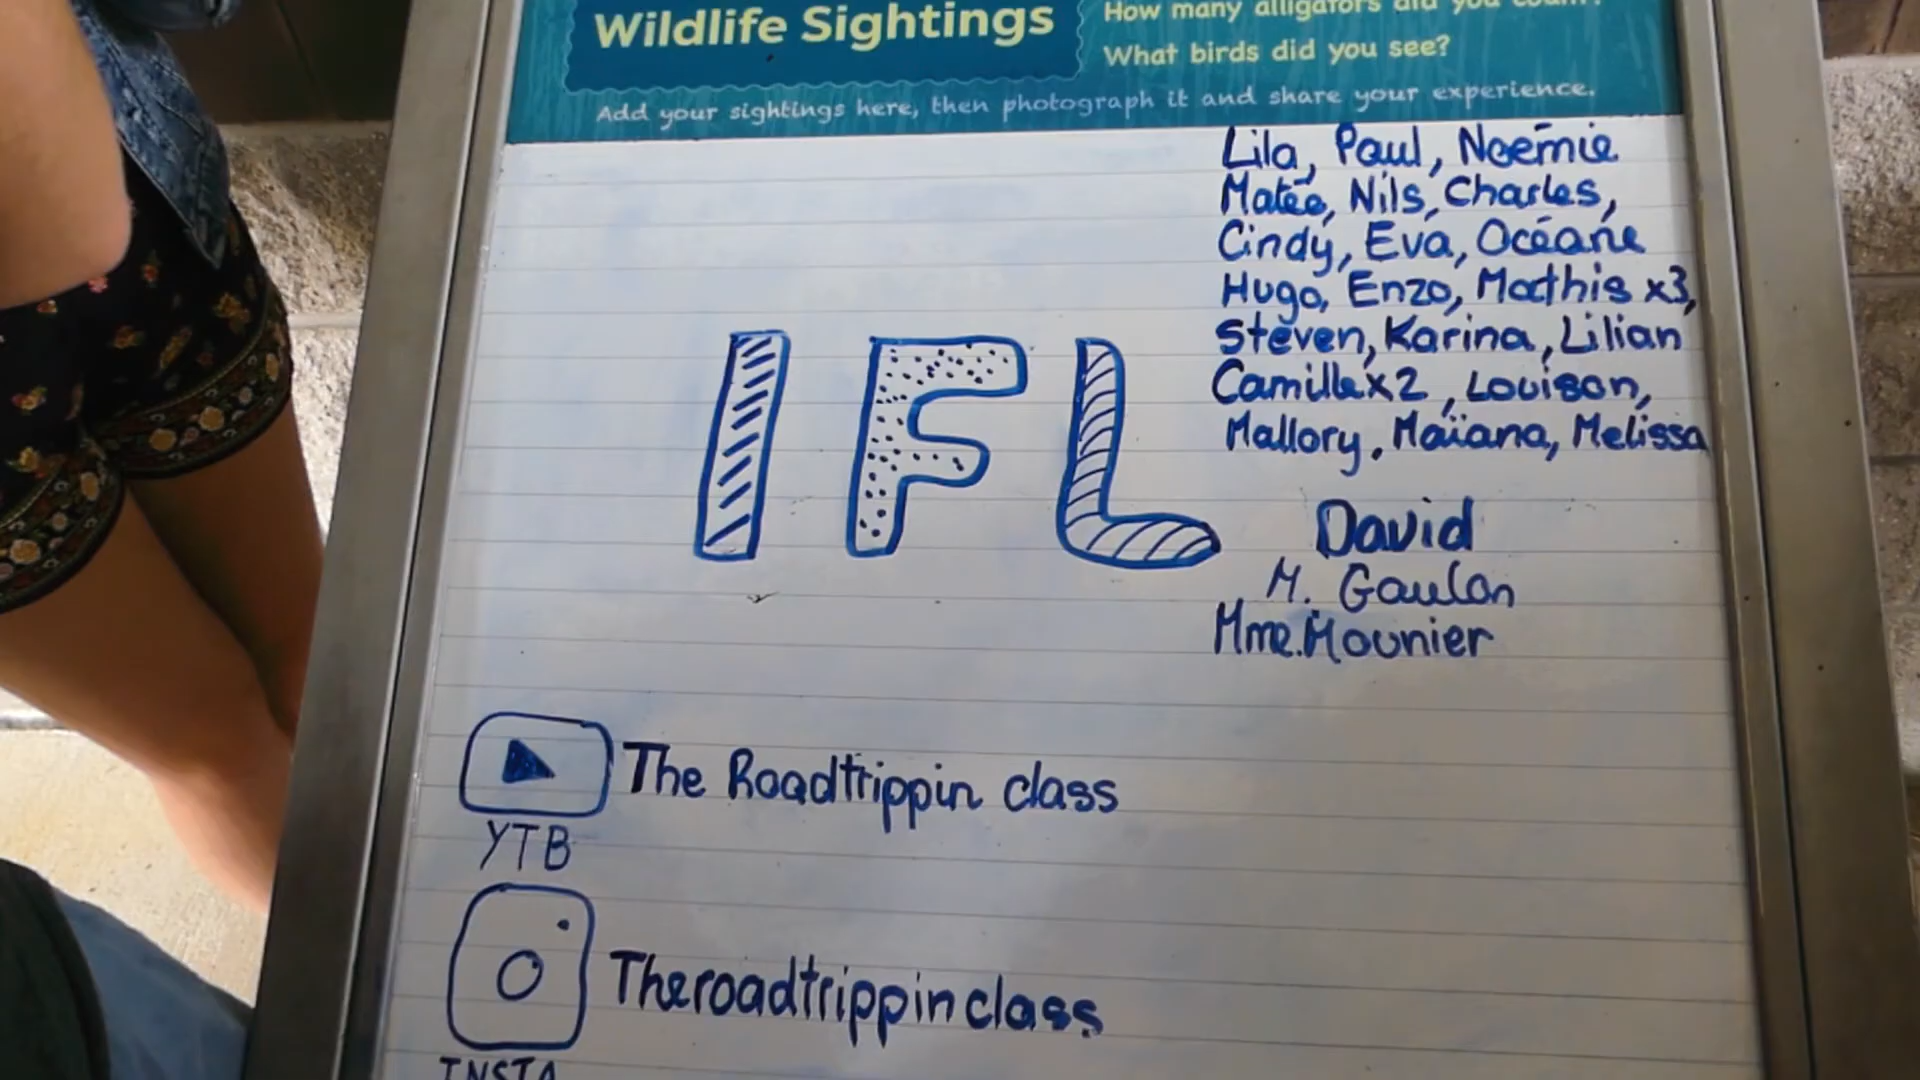 Wildlife Sightings
How many alligators did you count?
What birds did you see?
Add your sightings here, then photograph it and share your experience.
Lila, Paul, Noémie
Matéo, Nils, Charles,
Cindy, Eva, Océane
Hugo, Enzo, Mathis x3,
Steven, Karina, Lilian
Camille x2, Louison,
Mallory, Maïana, Melissa
IFL
David
M. Gaulon
Mme. Mounier
The Roadtrippin class
YTB
Theroadtrippinclass
INSTA